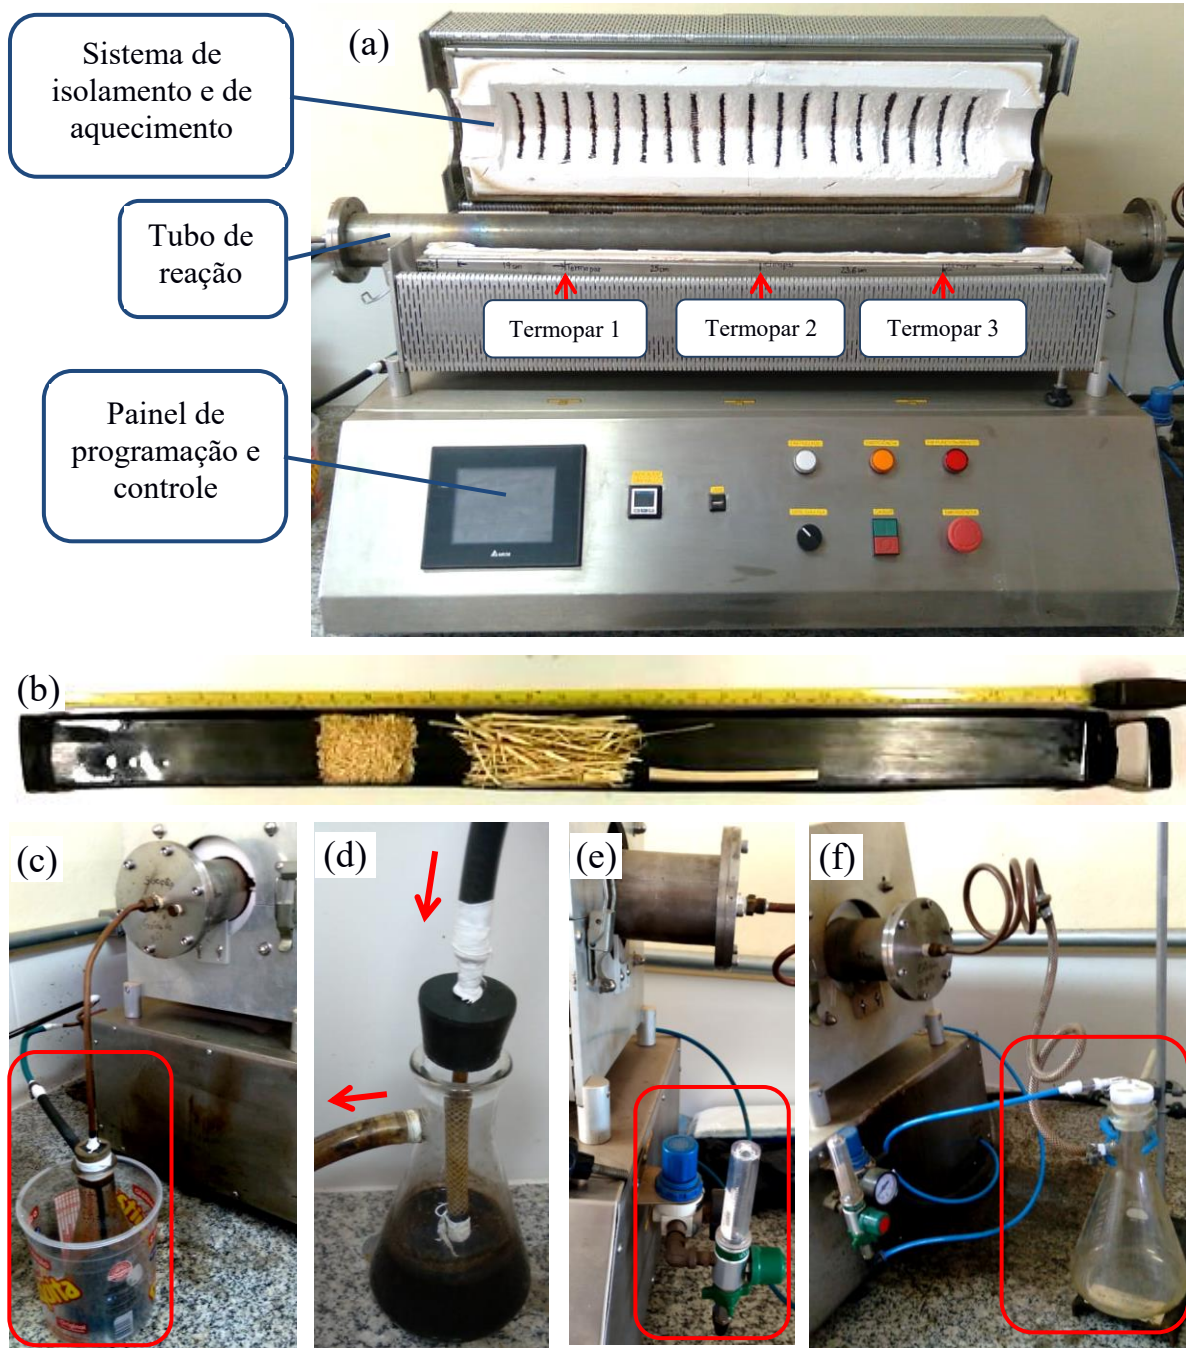 Sistema de
isolamento e de
aquecimento
(a)
Tubo de
reação
Termopar 1
Termopar 2
Termopar 3
Painel de
programação e
controle
(b)
(c)
(d)
(e)
(f)